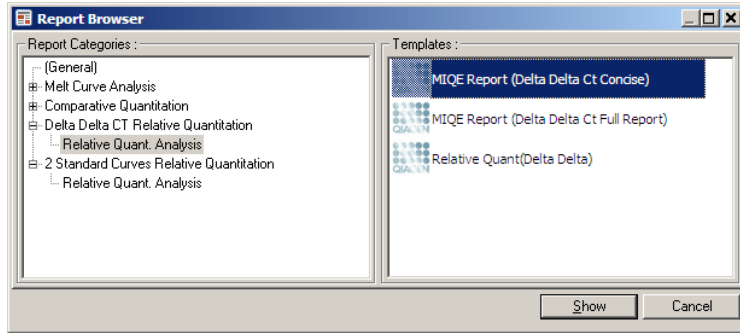 Report Browser
Report Categories :
(General)
Melt Curve Analysis
Comparative Quantitation
Delta Delta CT Relative Quantitation
Relative Quant. Analysis
2 Standard Curves Relative Quantitation
Relative Quant. Analysis
Templates :
MIQE Report (Delta Delta Ct Concise)
QIAGEN
MIQE Report (Delta Delta Ct Full Report)
QIAGEN
Relative Quant(Delta Delta)
Show
Cancel